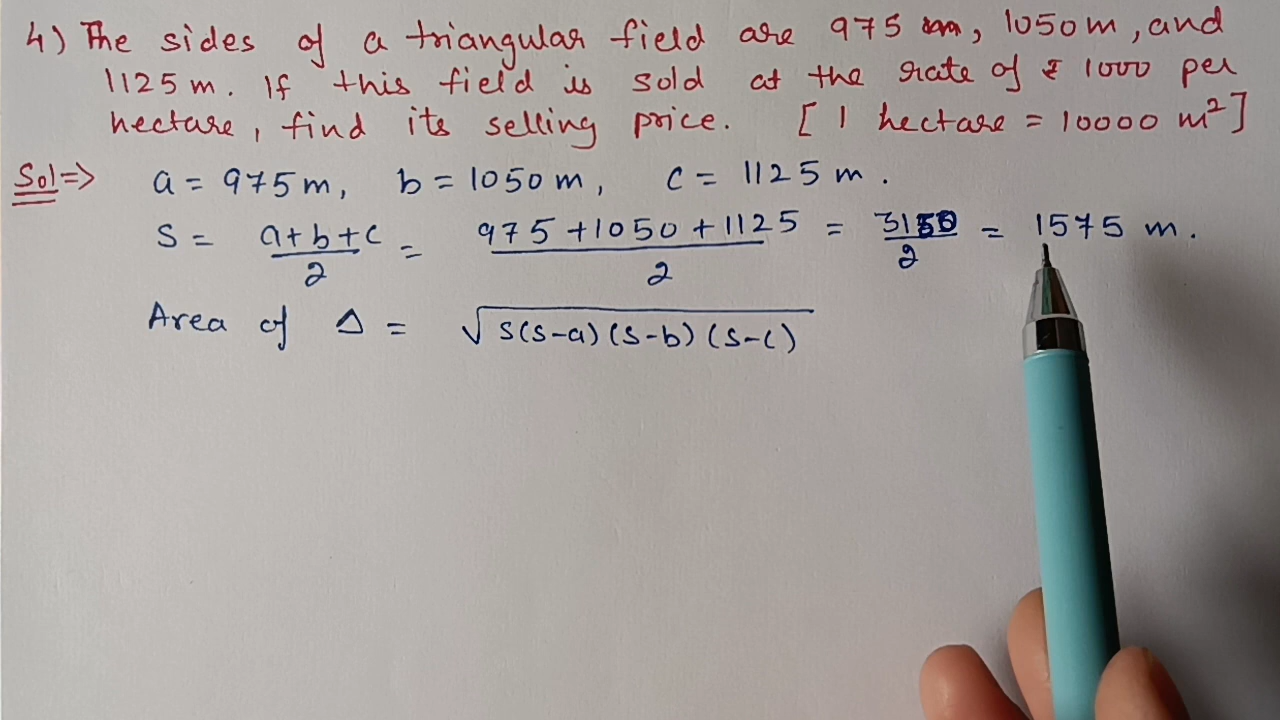 4) The sides of a triangular field are 975 m, 1050 m, and
1125 m. If this field is sold at the rate of ₹ 1000 per
hectare, find its selling price. [1 hectare = 10000 m²]
Sol=> a = 975 m, b = 1050 m, c = 1125 m.
S = a+b+c/2 = 975 + 1050 + 1125/2 = 3150/2 = 1575 m.
Area of Δ = √s(s-a)(s-b)(s-c)